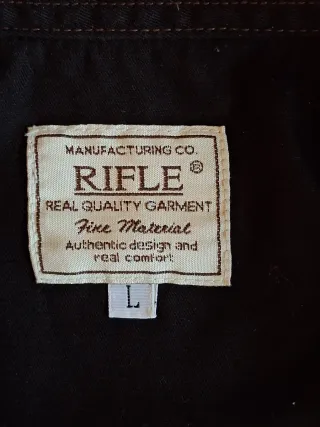 MANUFACTURING CO.
RIFLE®
REAL QUALITY GARMENT
Fine Material
Authentic design and
real comfort
L